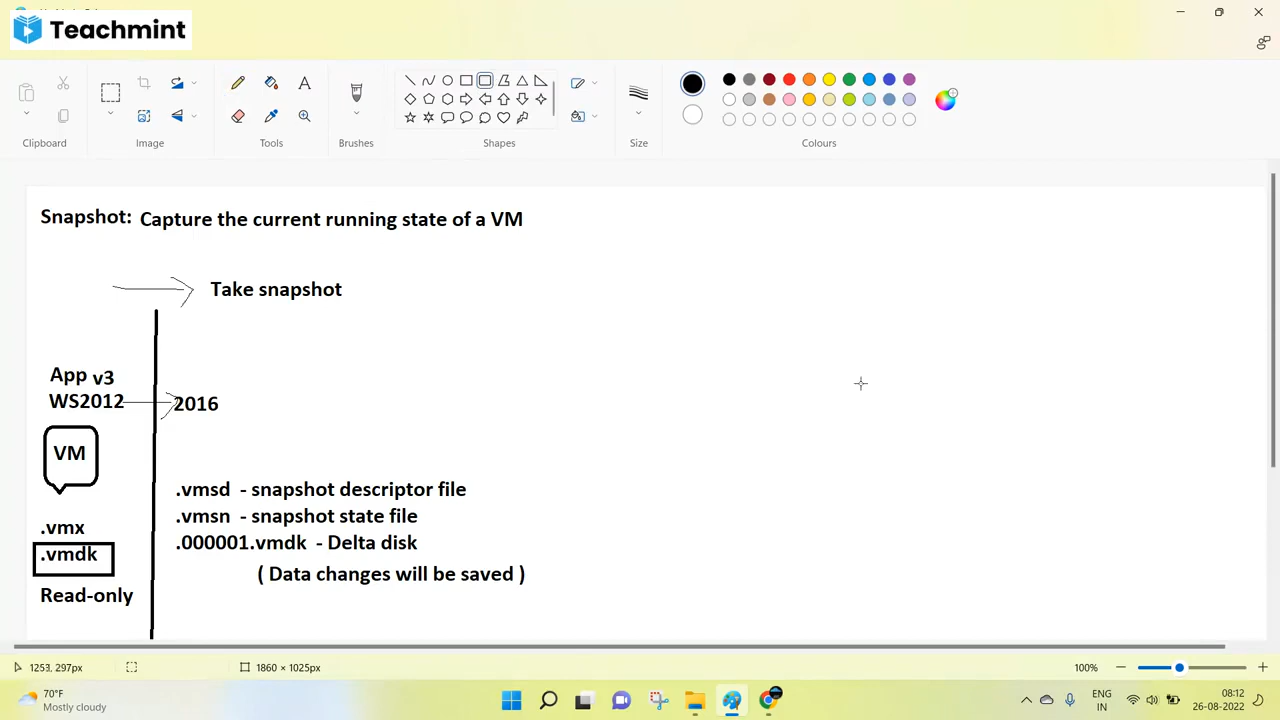 Teachmint
Clipboard
Image
Tools
Brushes
Shapes
Size
Colours
Snapshot: Capture the current running state of a VM
Take snapshot
App v3
WS2012 2016
VM
.vmsd - snapshot descriptor file
.vmsn - snapshot state file
.vmx
.000001.vmdk - Delta disk
.vmdk
( Data changes will be saved )
Read-only
1253, 297px
1860 × 1025px
100%
70°F
Mostly cloudy
ENG
IN
08:12
26-08-2022